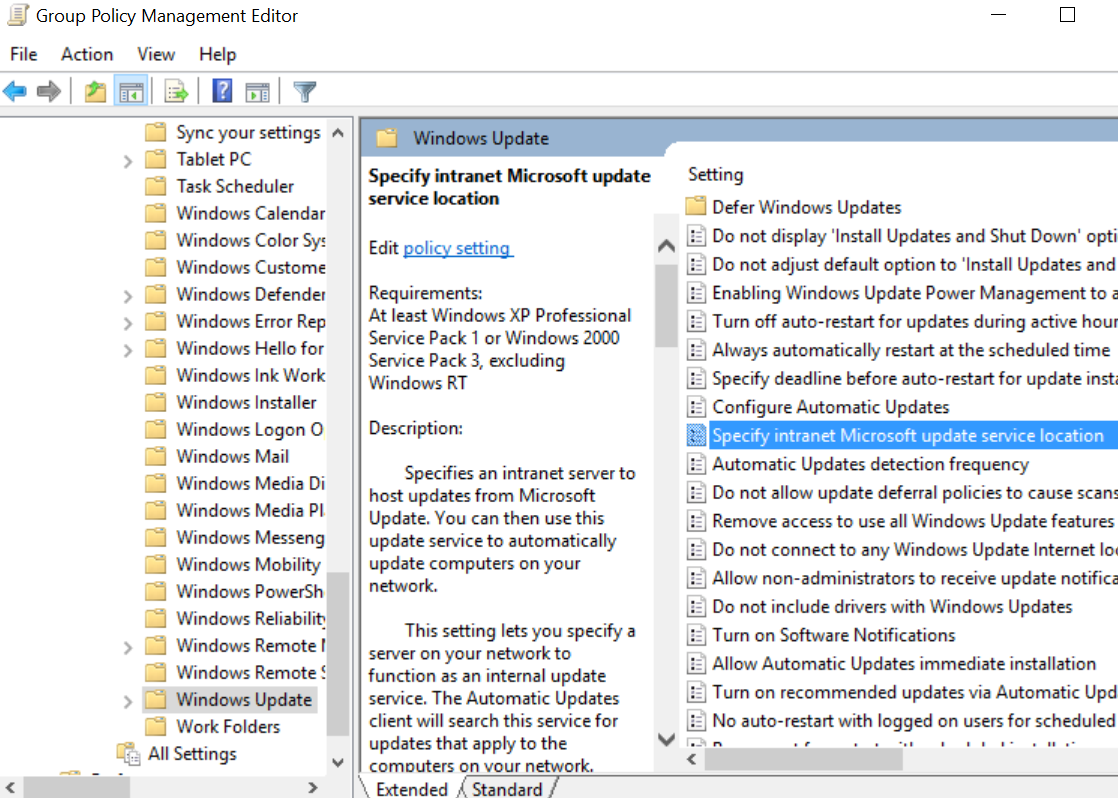 Group Policy Management Editor
File Action View Help
Sync your settings
Tablet PC
Task Scheduler
Windows Calendar
Windows Color Sys
Windows Custome
Windows Defender
Windows Error Rep
Windows Hello for
Windows Ink Work
Windows Installer
Windows Logon O
Windows Mail
Windows Media Di
Windows Media Pl
Windows Messeng
Windows Mobility
Windows PowerSh
Windows Reliability
Windows Remote M
Windows Remote S
Windows Update
Work Folders
All Settings
Windows Update
Specify intranet Microsoft update
service location
Edit policy setting
Requirements:
At least Windows XP Professional
Service Pack 1 or Windows 2000
Service Pack 3, excluding
Windows RT
Description:
Specifies an intranet server to
host updates from Microsoft
Update. You can then use this
update service to automatically
update computers on your
network.
This setting lets you specify a
server on your network to
function as an internal update
service. The Automatic Updates
client will search this service for
updates that apply to the
computers on your network.
Setting
Defer Windows Updates
Do not display 'Install Updates and Shut Down' opti
Do not adjust default option to 'Install Updates and
Enabling Windows Update Power Management to a
Turn off auto-restart for updates during active hour
Always automatically restart at the scheduled time
Specify deadline before auto-restart for update insta
Configure Automatic Updates
Specify intranet Microsoft update service location
Automatic Updates detection frequency
Do not allow update deferral policies to cause scans
Remove access to use all Windows Update features
Do not connect to any Windows Update Internet loc
Allow non-administrators to receive update notifica
Do not include drivers with Windows Updates
Turn on Software Notifications
Allow Automatic Updates immediate installation
Turn on recommended updates via Automatic Upd
No auto-restart with logged on users for scheduled
Extended Standard